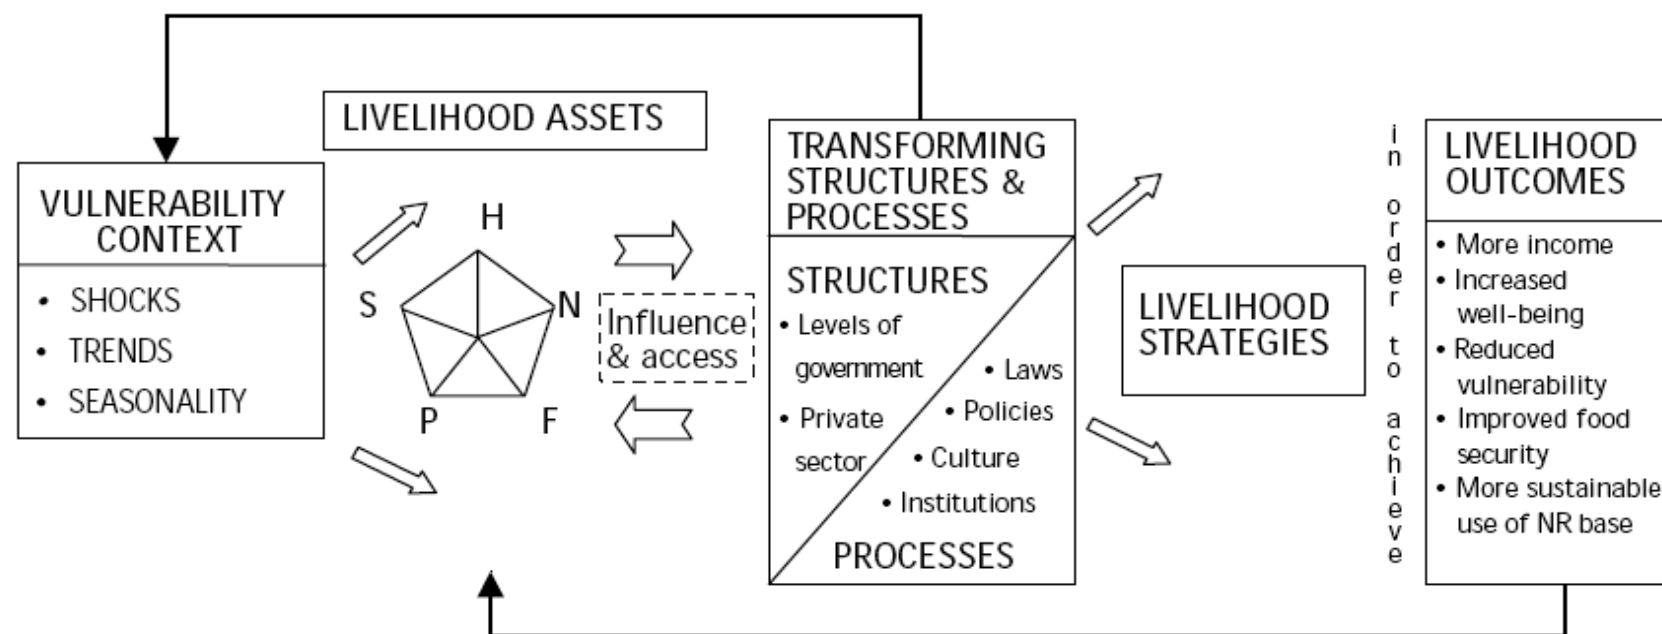 LIVELIHOOD ASSETS
VULNERABILITY
CONTEXT
• SHOCKS
• TRENDS
• SEASONALITY
H
S
N
P
F
Influence
& access
TRANSFORMING
STRUCTURES &
PROCESSES
STRUCTURES
• Levels of
government
• Private
sector
• Laws
• Policies
• Culture
• Institutions
PROCESSES
LIVELIHOOD
STRATEGIES
in order to achieve
LIVELIHOOD
OUTCOMES
• More income
• Increased
well-being
• Reduced
vulnerability
• Improved food
security
• More sustainable
use of NR base